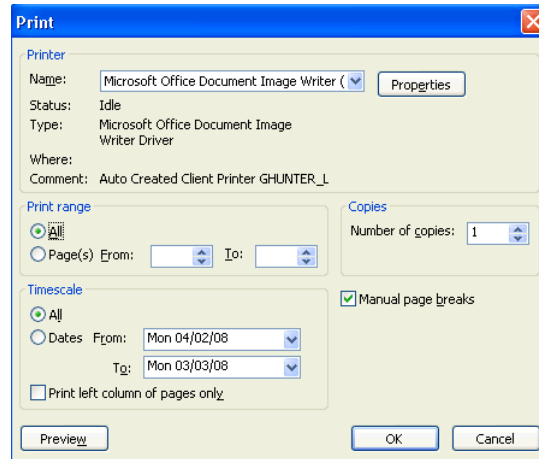 Print
Printer
Name: Microsoft Office Document Image Writer ( Properties
Status: Idle
Type: Microsoft Office Document Image
Writer Driver
Where:
Comment: Auto Created Client Printer GHUNTER_L
Print range
All
Page(s) From: To:
Copies
Number of copies: 1
Timescale
All
Dates From: Mon 04/02/08
To: Mon 03/03/08
Print left column of pages only
Manual page breaks
Preview OK Cancel